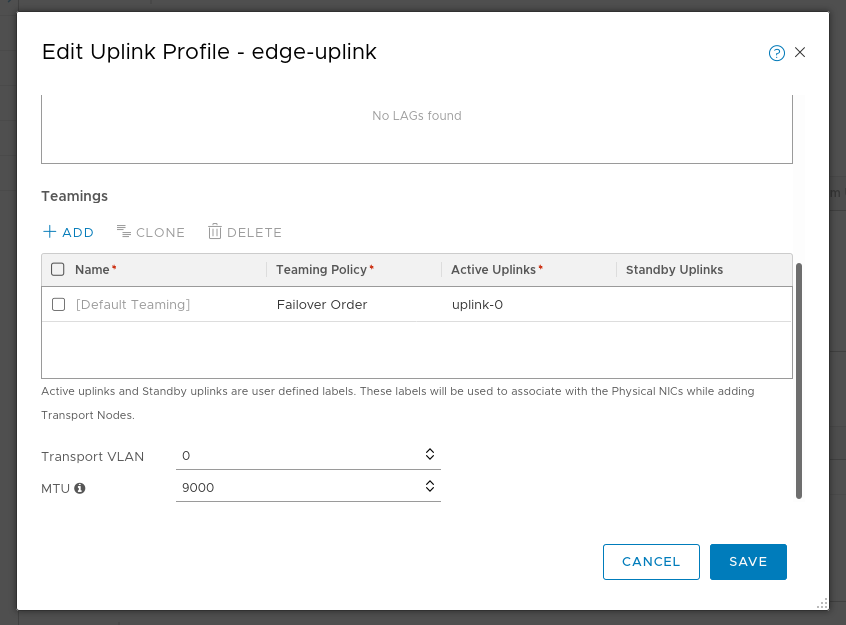 Edit Uplink Profile - edge-uplink
No LAGs found
Teamings
ADD CLONE DELETE
Name* Teaming Policy* Active Uplinks* Standby Uplinks
[Default Teaming] Failover Order uplink-0
Active uplinks and Standby uplinks are user defined labels. These labels will be used to associate with the Physical NICs while adding
Transport Nodes.
Transport VLAN 0
MTU 9000
CANCEL SAVE